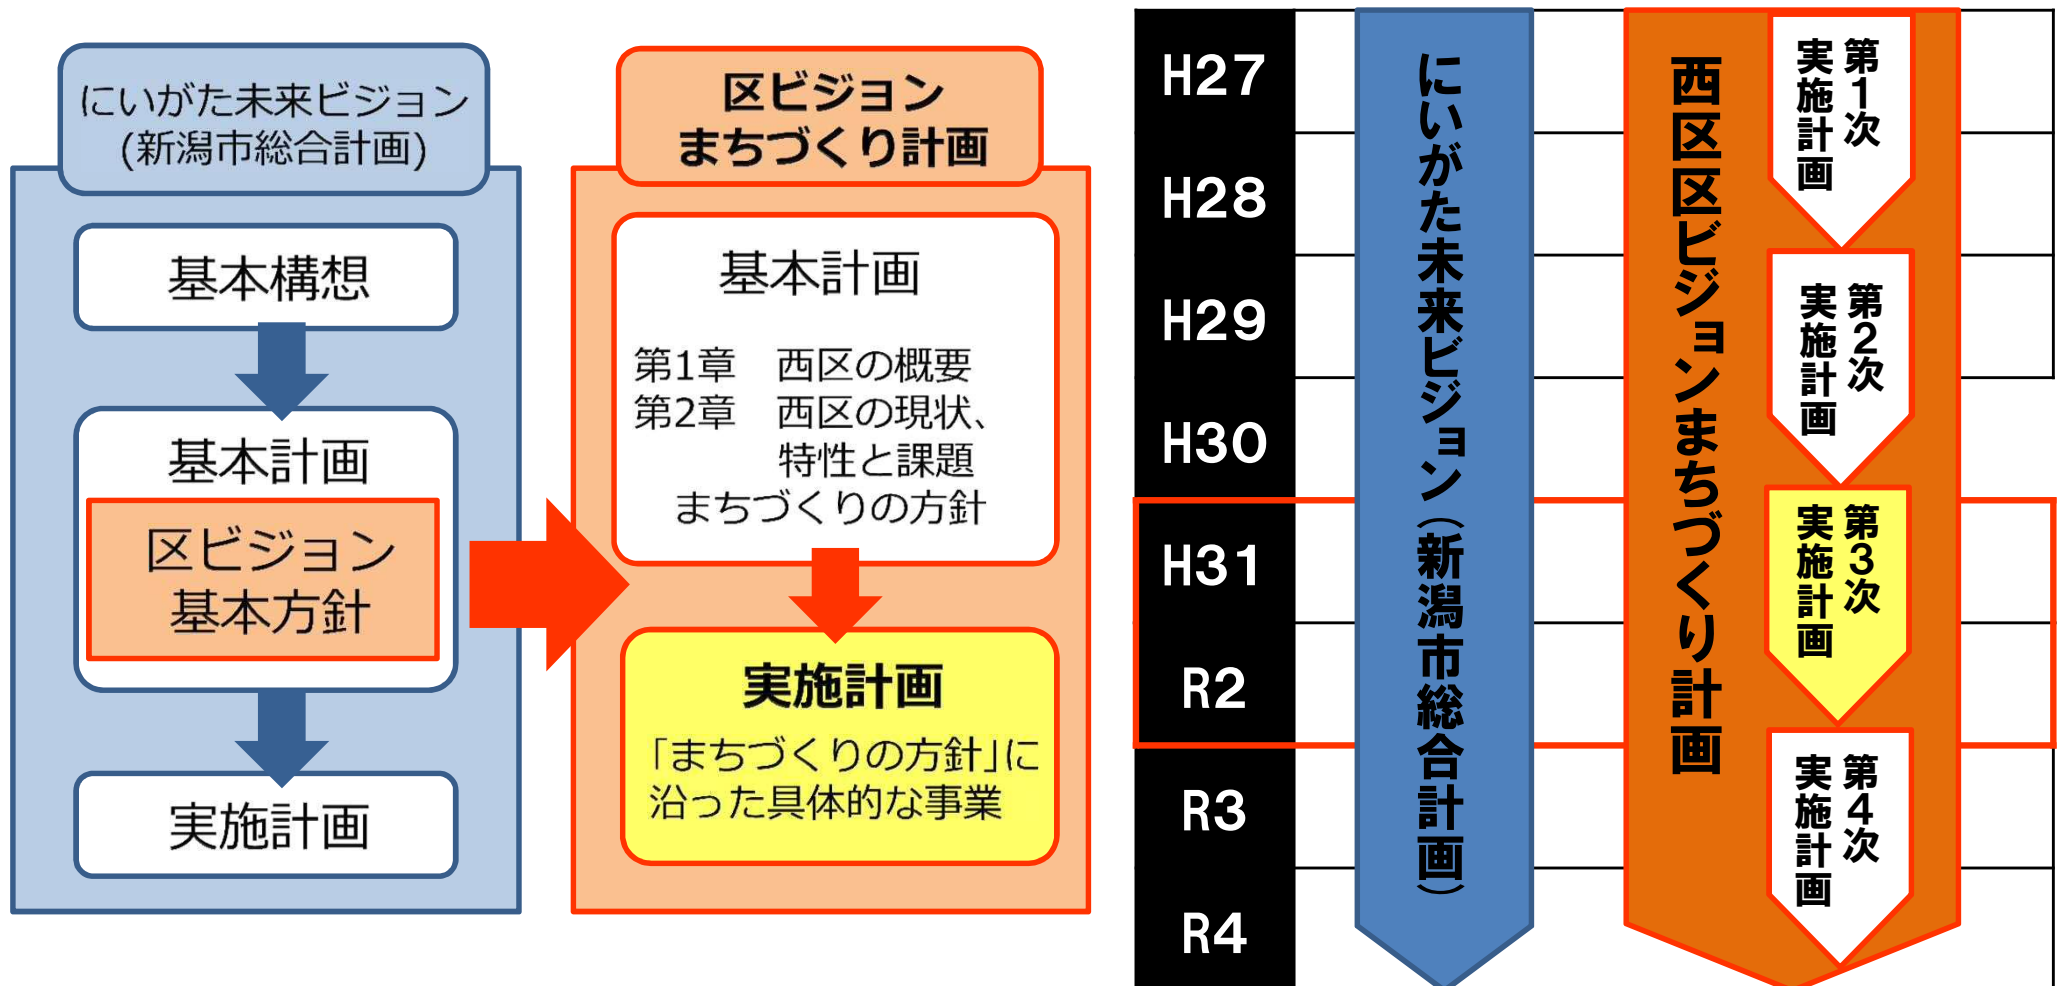 にいがた未来ビジョン
(新潟市総合計画)
基本構想
基本計画
区ビジョン
基本方針
実施計画
区ビジョン
まちづくり計画
基本計画
第1章　西区の概要
第2章　西区の現状、
特性と課題
まちづくりの方針
実施計画
「まちづくりの方針」に
沿った具体的な事業
H27
H28
H29
H30
H31
R2
R3
R4
にいがた未来ビジョン（新潟市総合計画）
西区区ビジョンまちづくり計画
第1次
実施計画
第2次
実施計画
第3次
実施計画
第4次
実施計画